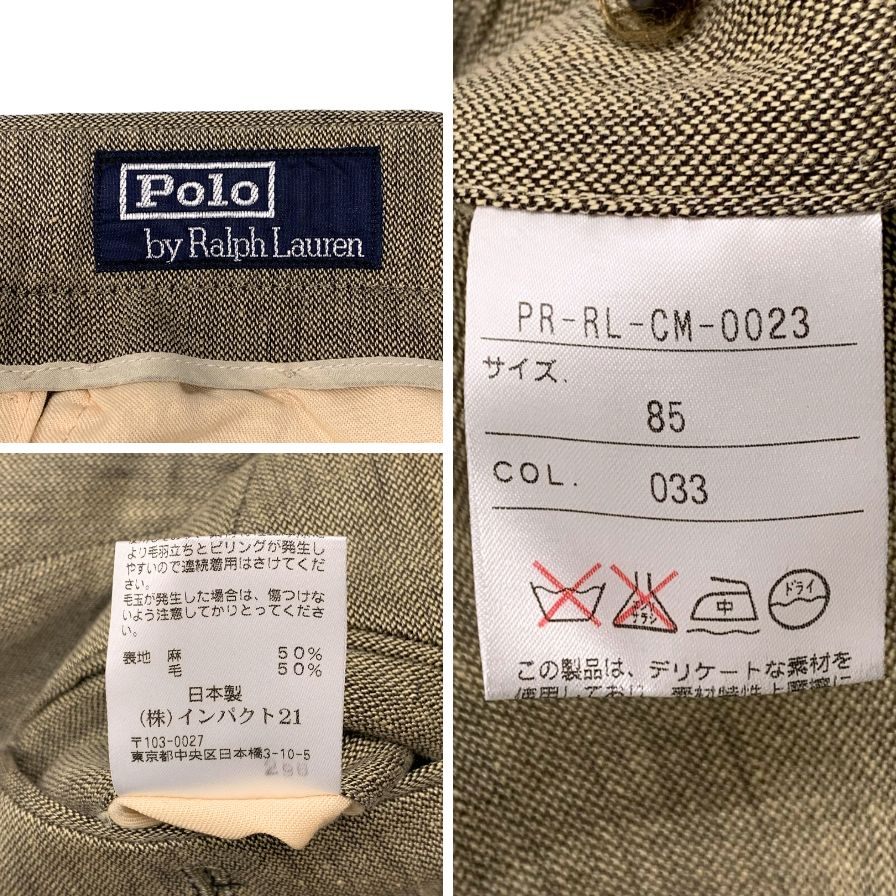 Polo
by Ralph Lauren
より毛羽立ちとピリングが発生し
やすいので連続着用はさけてくだ
さい。
毛玉が発生した場合は、傷つけな
いよう注意してかりとってくださ
い。
表地 麻 50%
毛 50%
日本製
(株)インパクト21
〒103-0027
東京都中央区日本橋3-10-5
PR-RL-CM-0023
サイズ.
85
COL. 033
エンソ
サラシ
中
ドライ
この製品は、デリケートな素材を